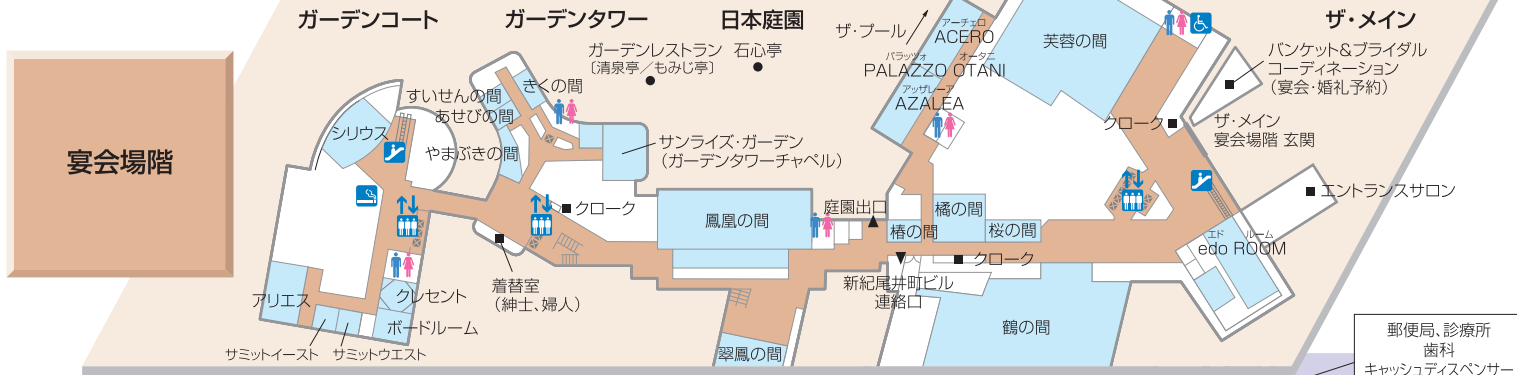 宴会場階
ガーデンコート
ガーデンタワー
日本庭園
ザ・メイン
ガーデンレストラン
〔清泉亭／もみじ亭〕
石心亭
ザ・プール
アーチェロ
ACERO
パラッツォ オータニ
PALAZZO OTANI
アッザレーア
AZALEA
芙蓉の間
バンケット&ブライダル
コーディネーション
（宴会・婚礼予約）
クローク
ザ・メイン
宴会場階 玄関
エントランスサロン
すいせんの間
きくの間
あせびの間
シリウス
やまぶきの間
サンライズ・ガーデン
（ガーデンタワーチャペル）
クローク
鳳凰の間
庭園出口
椿の間
橘の間
桜の間
エド ルーム
edo ROOM
着替室
（紳士、婦人）
新紀尾井町ビル
連絡口
クローク
アリエス
クレセント
ボードルーム
サミットイースト
サミットウエスト
翠鳳の間
鶴の間
郵便局、診療所
歯科
キャッシュディスペンサー